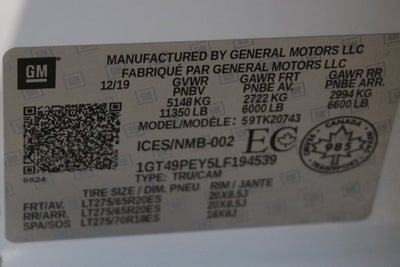 GM
MANUFACTURED BY GENERAL MOTORS LLC
FABRIQUÉ PAR GENERAL MOTORS LLC
12/19 GVWR GAWR FRT GAWR RR
PNBV PNBE AV. PNBE AR.
5148 KG 2722 KG 2994 KG
11350 LB 6000 LB 6600 LB
MODEL/MODÈLE: 59TK20743
ICES/NMB-002 EC
CANADA
985
1GT49PEY5LF194539
6624 TYPE: TRU/CAM
TIRE SIZE / DIM. PNEU RIM / JANTE
FRT/AV. LT275/65R20ES 20X8.5J
RR/ARR. LT275/65R20ES 20X8.5J
SPA/SOS LT275/70R18ES 18X8J